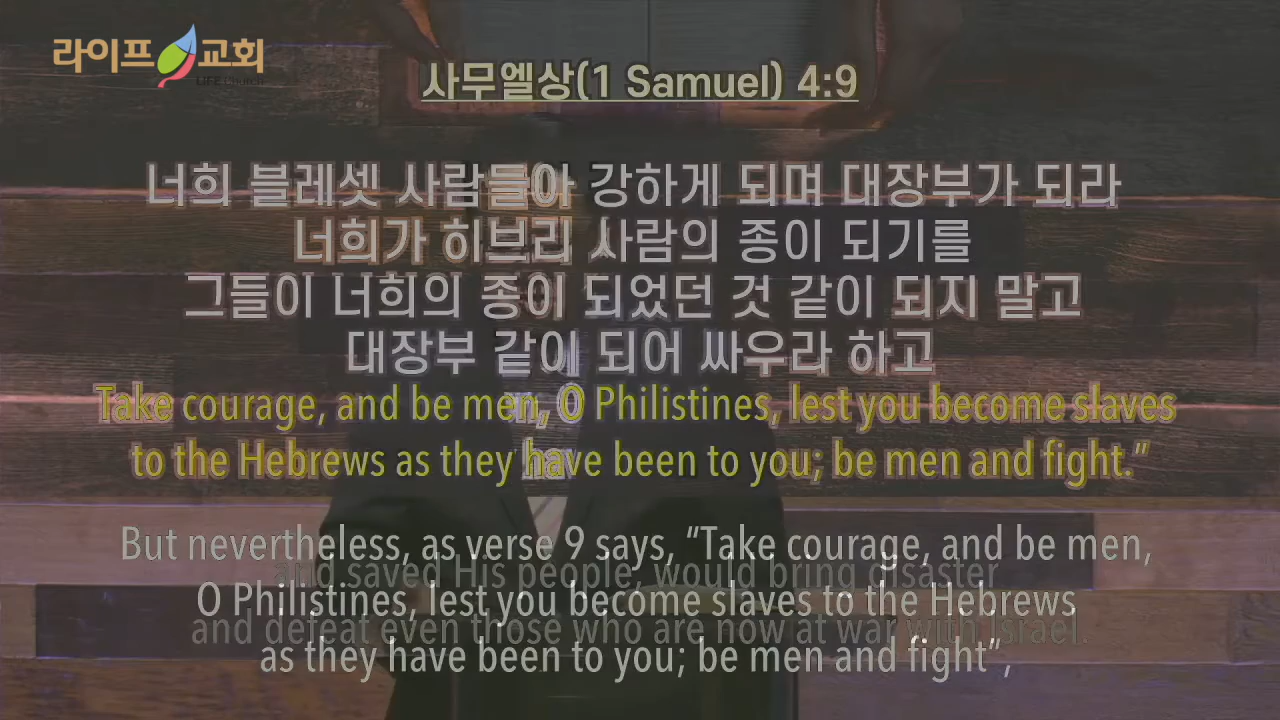 라이프 교회
LIFE Church
사무엘상(1 Samuel) 4:9
너희 블레셋 사람들아 강하게 되며 대장부가 되라
너희가 히브리 사람의 종이 되기를
그들이 너희의 종이 되었던 것 같이 되지 말고
대장부 같이 되어 싸우라 하고
Take courage, and be men, O Philistines, lest you become slaves
to the Hebrews as they have been to you; be men and fight.”
But nevertheless, as verse 9 says, “Take courage, and be men,
and saved His people, would bring disaster
O Philistines, lest you become slaves to the Hebrews
and defeat even those who are now at war with Israel.
as they have been to you; be men and fight”,